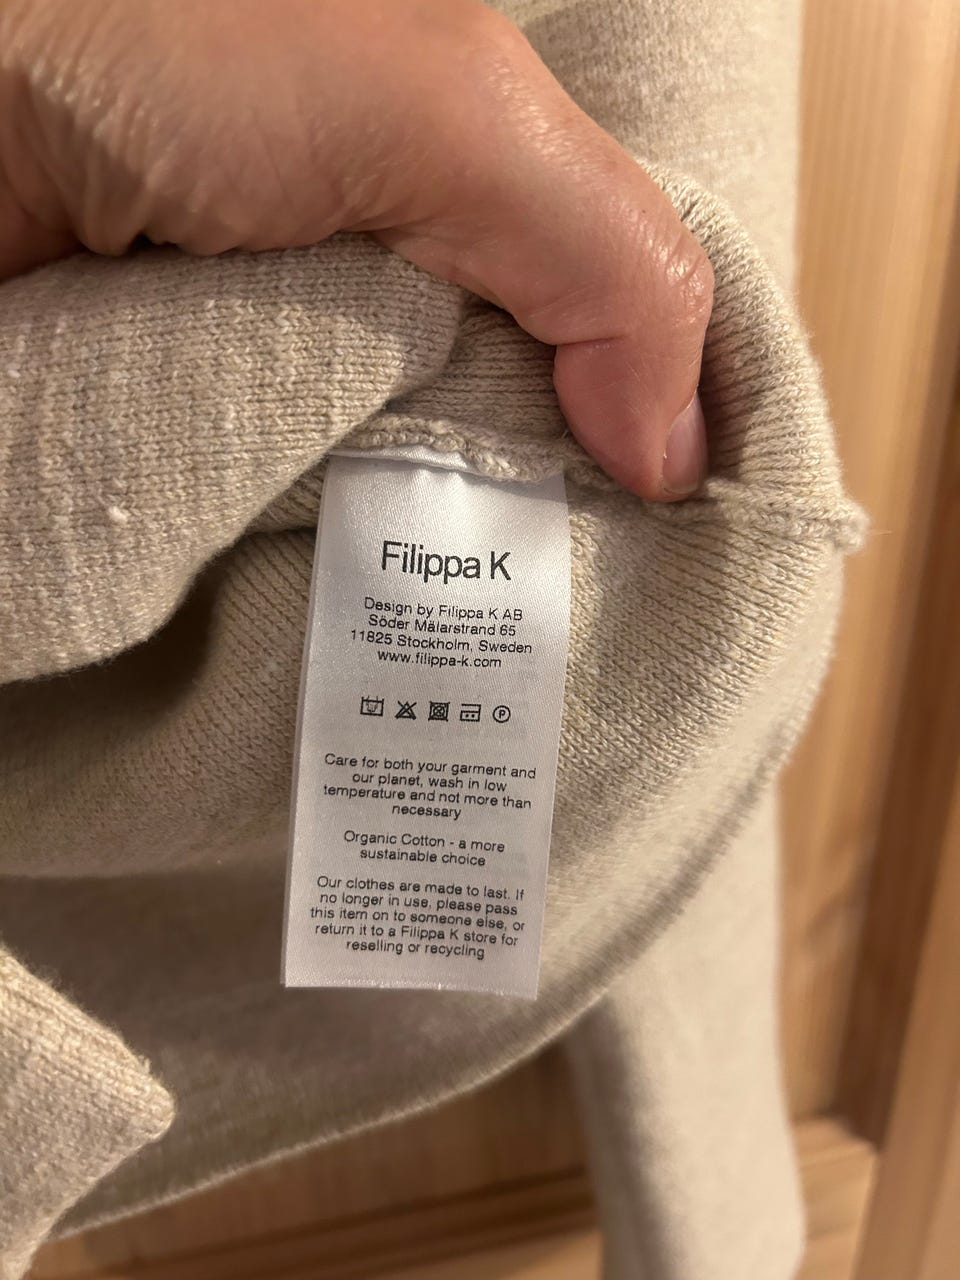 Filippa K
Design by Filippa K AB
Söder Mälarstrand 65
11825 Stockholm, Sweden
www.filippa-k.com
P
Care for both your garment and
our planet, wash in low
temperature and not more than
necessary
Organic Cotton - a more
sustainable choice
Our clothes are made to last. If
no longer in use, please pass
this item on to someone else, or
return it to a Filippa K store for
reselling or recycling